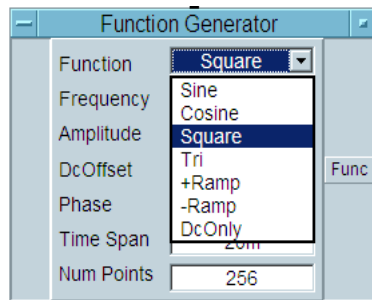 Function Generator
Function Square
Sine
Frequency
Cosine
Amplitude Square
Tri
DcOffset
+Ramp
Func
Phase -Ramp
DcOnly
Time Span
Num Points 256